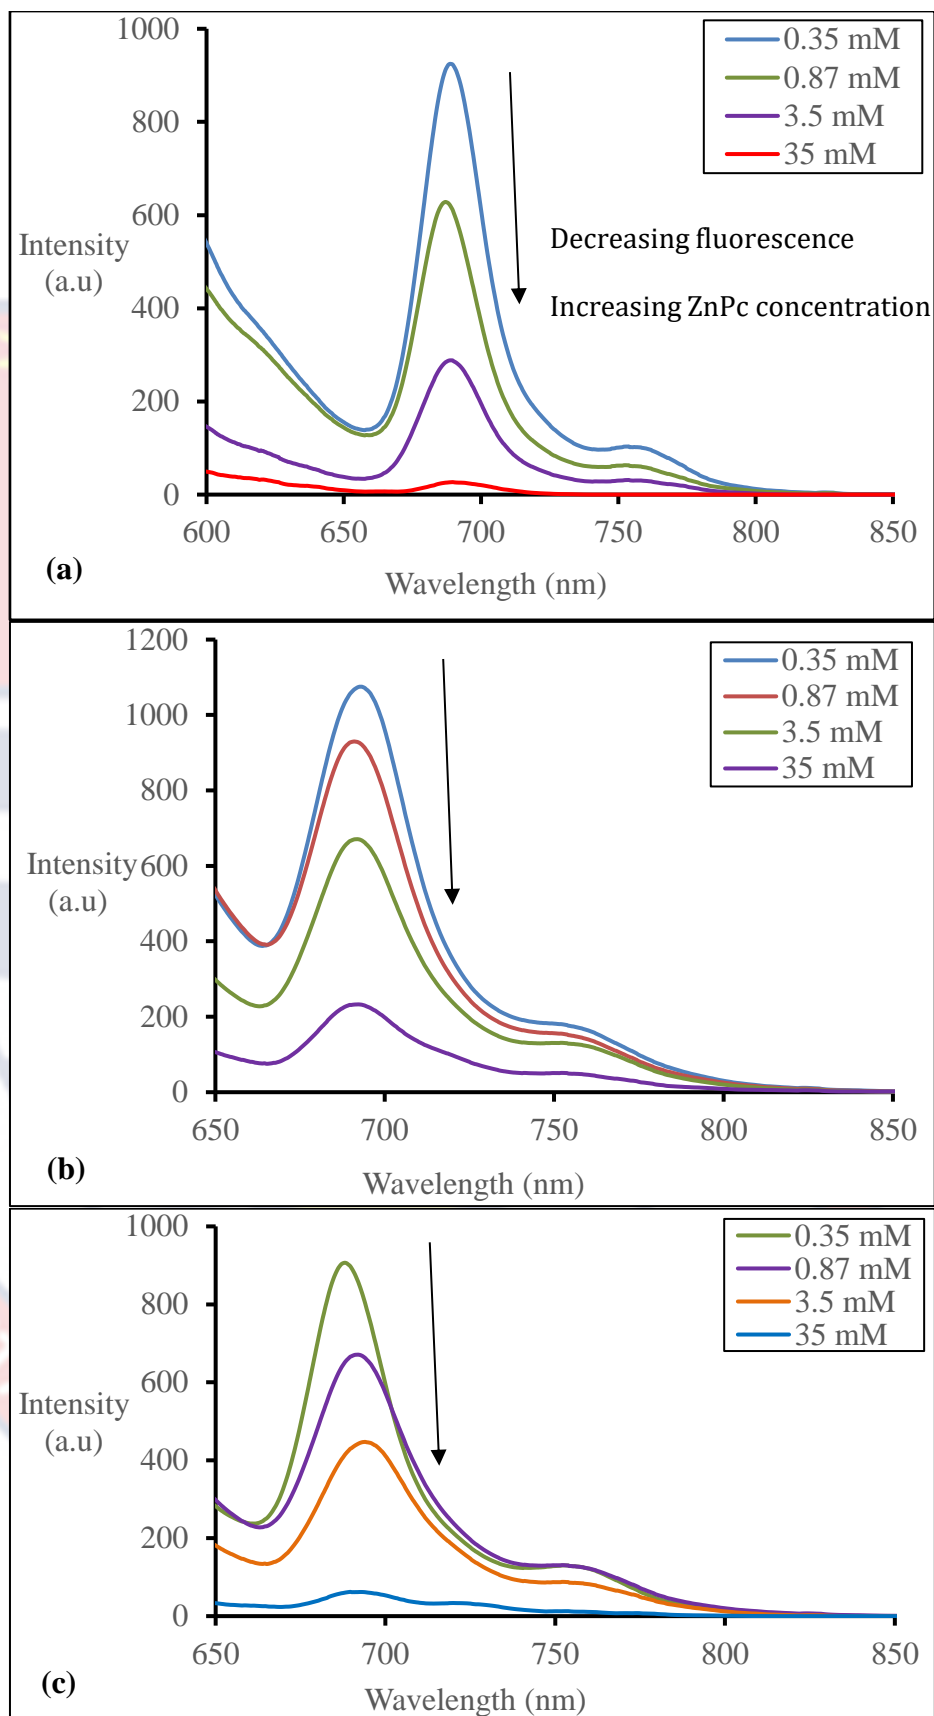 1000
800
600
400
200
0
Intensity
(a.u)
0.35 mM
0.87 mM
3.5 mM
35 mM
Decreasing fluorescence
Increasing ZnPc concentration
600 650 700 750 800 850
Wavelength (nm)
(a)
1200
1000
800
600
400
200
0
Intensity
(a.u)
0.35 mM
0.87 mM
3.5 mM
35 mM
650 700 750 800 850
Wavelength (nm)
(b)
1000
800
600
400
200
0
Intensity
(a.u)
0.35 mM
0.87 mM
3.5 mM
35 mM
650 700 750 800 850
Wavelength (nm)
(c)